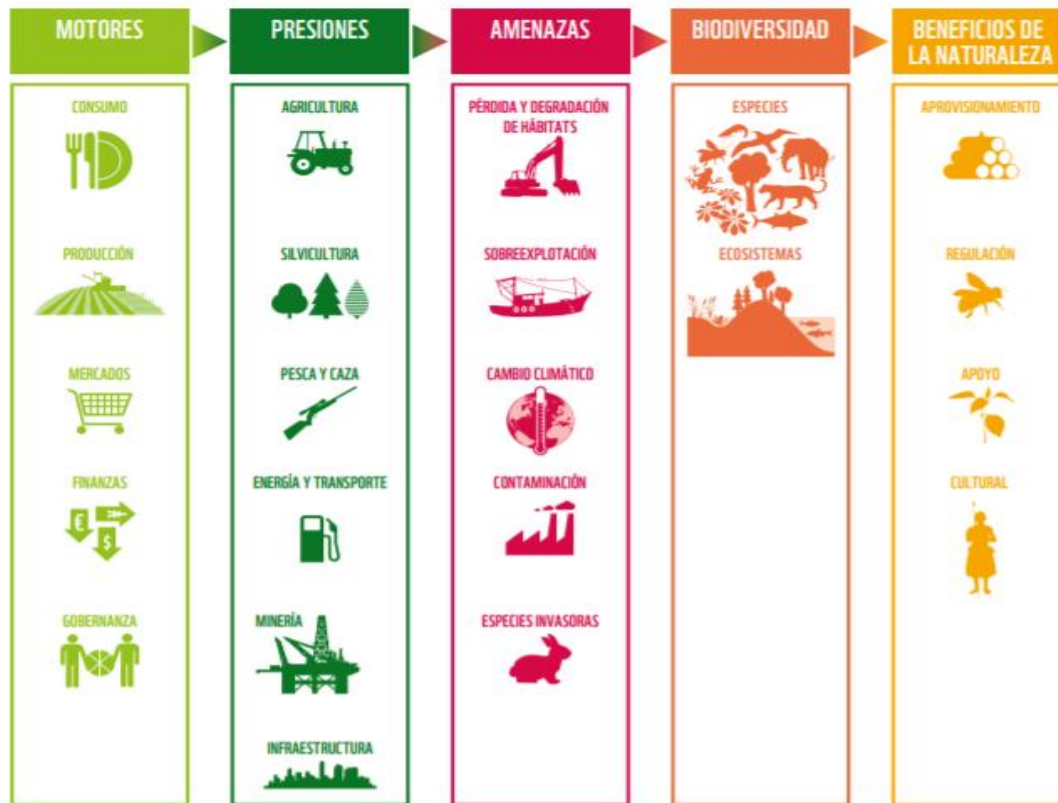 MOTORES
CONSUMO
PRODUCCIÓN
MERCADOS
FINANZAS
€
$
GOBERNANZA
PRESIONES
AGRICULTURA
SILVICULTURA
PESCA Y CAZA
ENERGÍA Y TRANSPORTE
MINERÍA
INFRAESTRUCTURA
AMENAZAS
PÉRDIDA Y DEGRADACIÓN
DE HÁBITATS
SOBREEXPLOTACIÓN
CAMBIO CLIMÁTICO
CONTAMINACIÓN
ESPECIES INVASORAS
BIODIVERSIDAD
ESPECIES
ECOSISTEMAS
BENEFICIOS DE
LA NATURALEZA
APROVISIONAMIENTO
REGULACIÓN
APOYO
CULTURAL